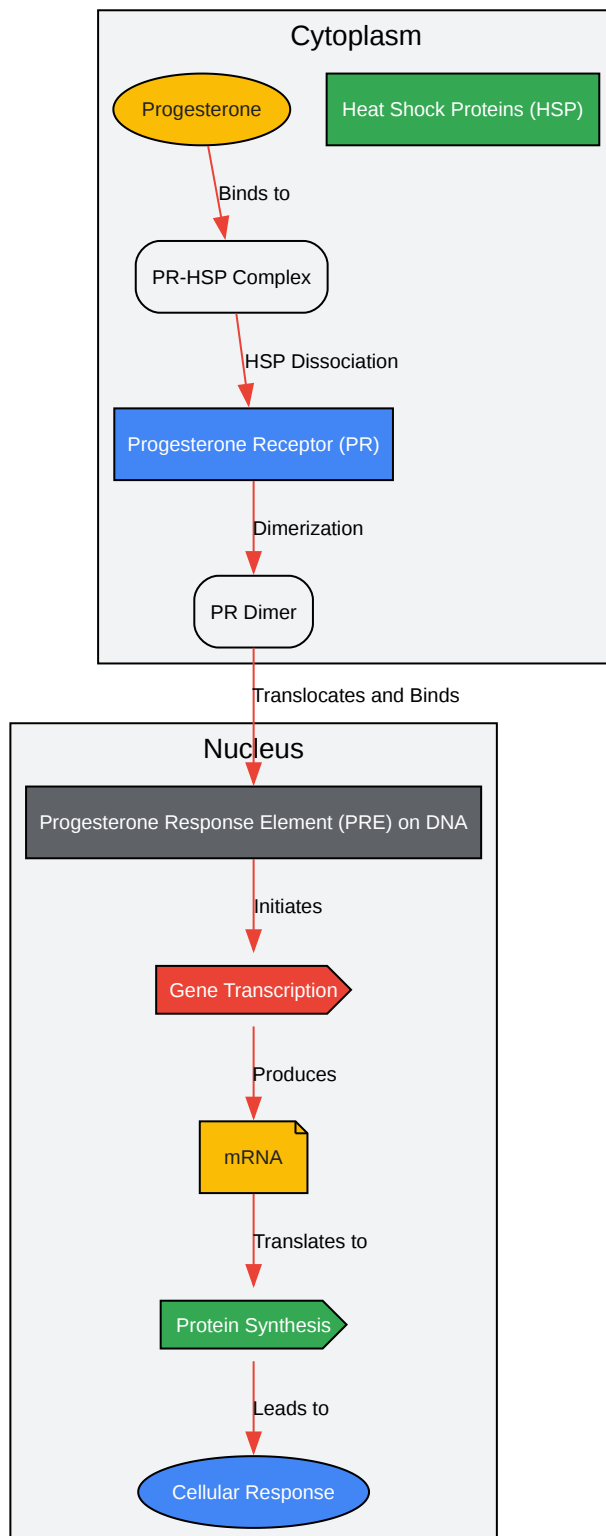 Cytoplasm
Progesterone
Heat Shock Proteins (HSP)
Binds to
PR-HSP Complex
HSP Dissociation
Progesterone Receptor (PR)
Dimerization
PR Dimer
Translocates and Binds
Nucleus
Progesterone Response Element (PRE) on DNA
Initiates
Gene Transcription
Produces
mRNA
Translates to
Protein Synthesis
Leads to
Cellular Response